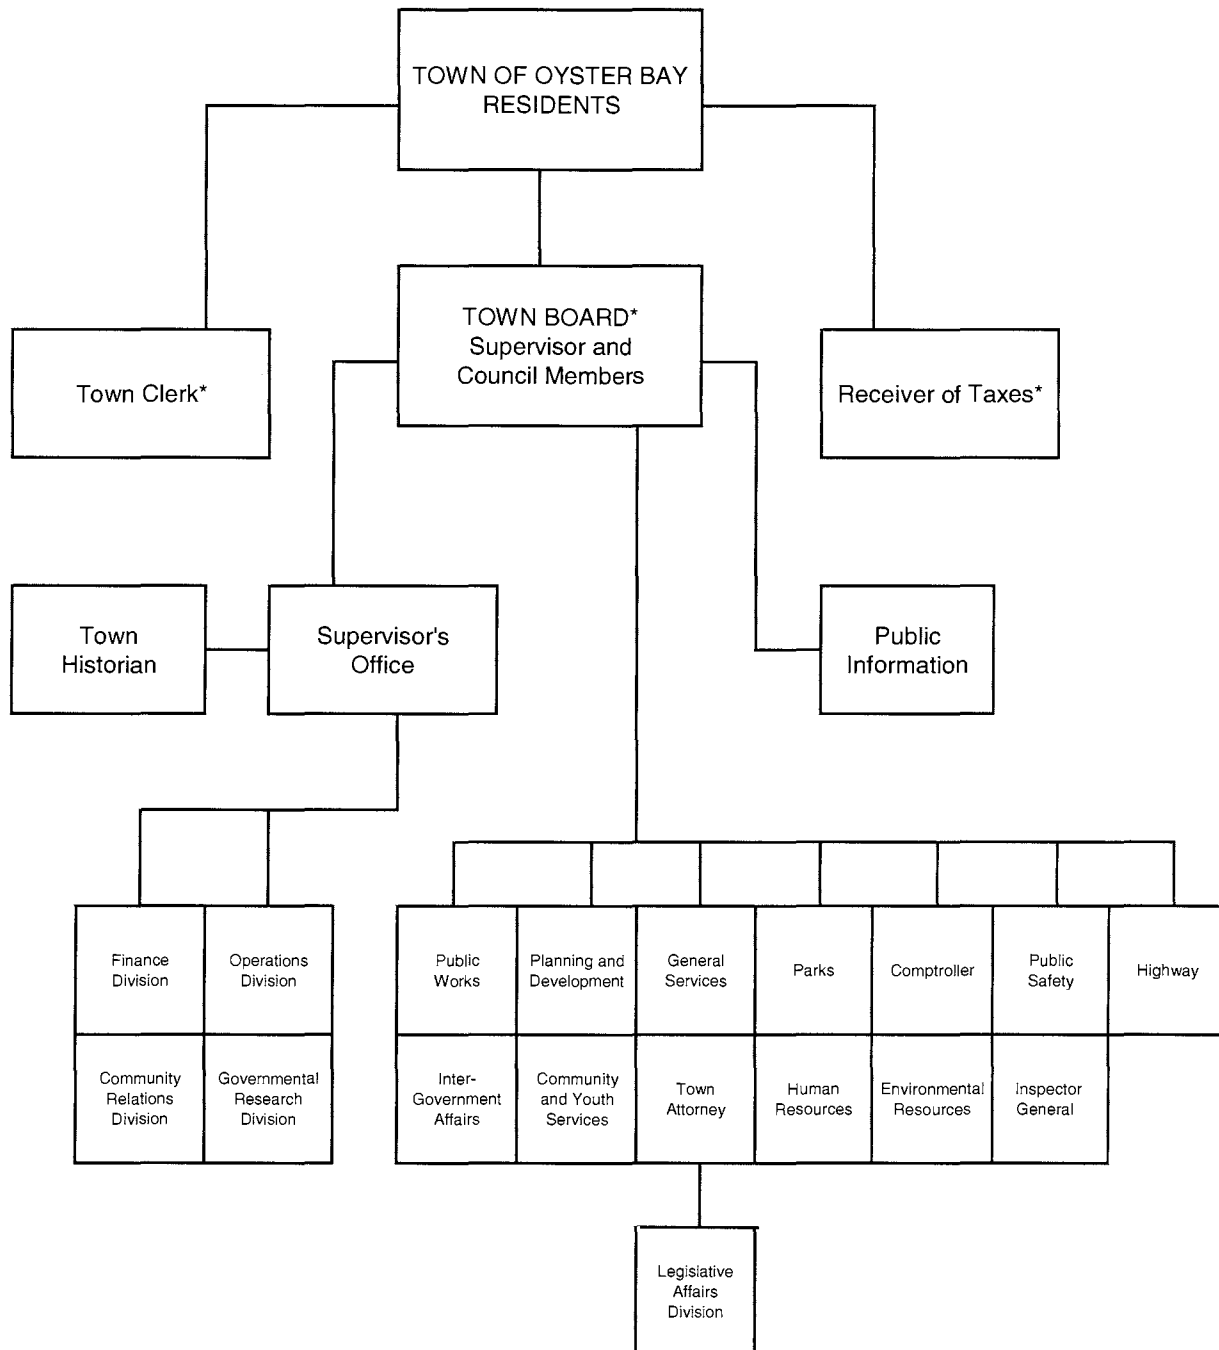 TOWN OF OYSTER BAY
RESIDENTS
TOWN BOARD*
Supervisor and
Council Members
Town Clerk*
Receiver of Taxes*
Town
Historian
Supervisor's
Office
Public
Information
Finance
Division
Operations
Division
Community
Relations
Division
Governmental
Research
Division
Public
Works
Planning and
Development
General
Services
Parks
Comptroller
Public
Safety
Highway
Inter-
Government
Affairs
Community
and Youth
Services
Town
Attorney
Human
Resources
Environmental
Resources
Inspector
General
Legislative
Affairs
Division